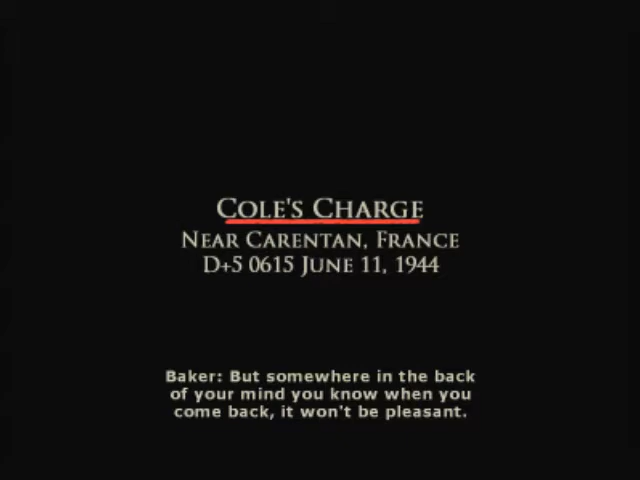 Cole's Charge
Near Carentan, France
D+5 0615 June 11, 1944
Baker: But somewhere in the back
of your mind you know when you
come back, it won't be pleasant.